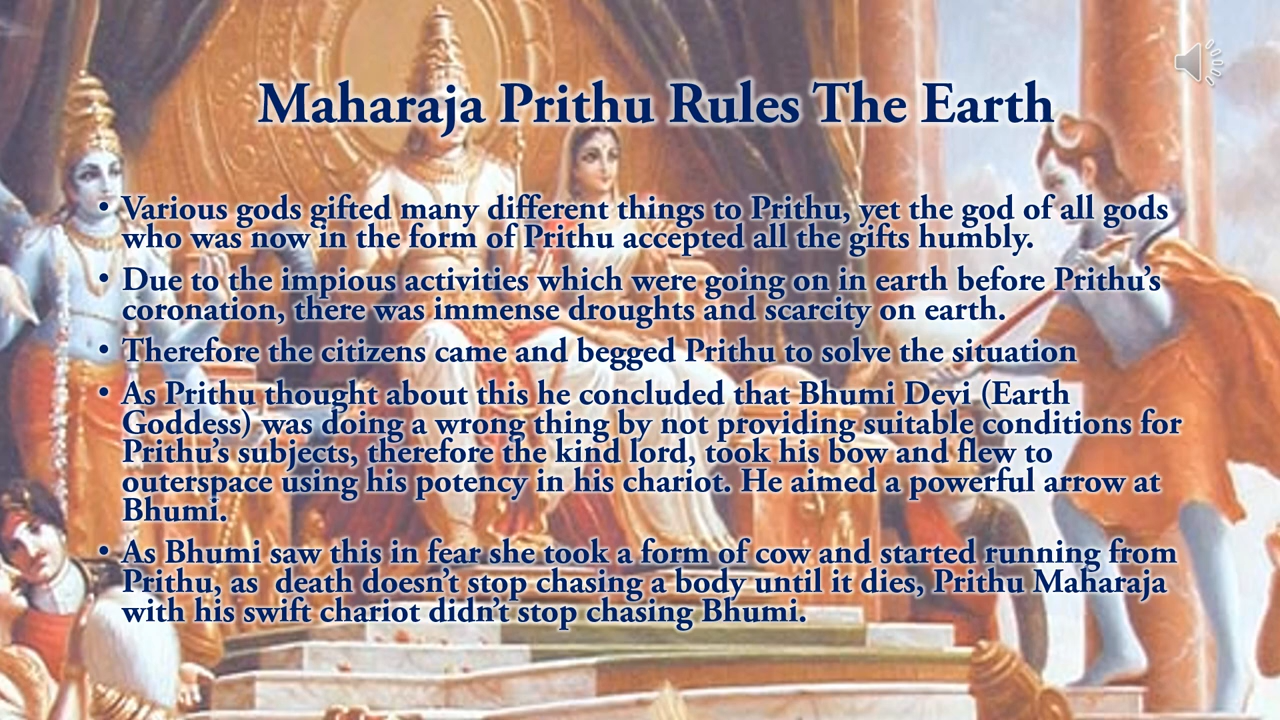 Maharaja Prithu Rules The Earth
• Various gods gifted many different things to Prithu, yet the god of all gods
who was now in the form of Prithu accepted all the gifts humbly.
• Due to the impious activities which were going on in earth before Prithu’s
coronation, there was immense droughts and scarcity on earth.
• Therefore the citizens came and begged Prithu to solve the situation
• As Prithu thought about this he concluded that Bhumi Devi (Earth
Goddess) was doing a wrong thing by not providing suitable conditions for
Prithu’s subjects, therefore the kind lord, took his bow and flew to
outerspace using his potency in his chariot. He aimed a powerful arrow at
Bhumi.
• As Bhumi saw this in fear she took a form of cow and started running from
Prithu, as  death doesn’t stop chasing a body until it dies, Prithu Maharaja
with his swift chariot didn’t stop chasing Bhumi.